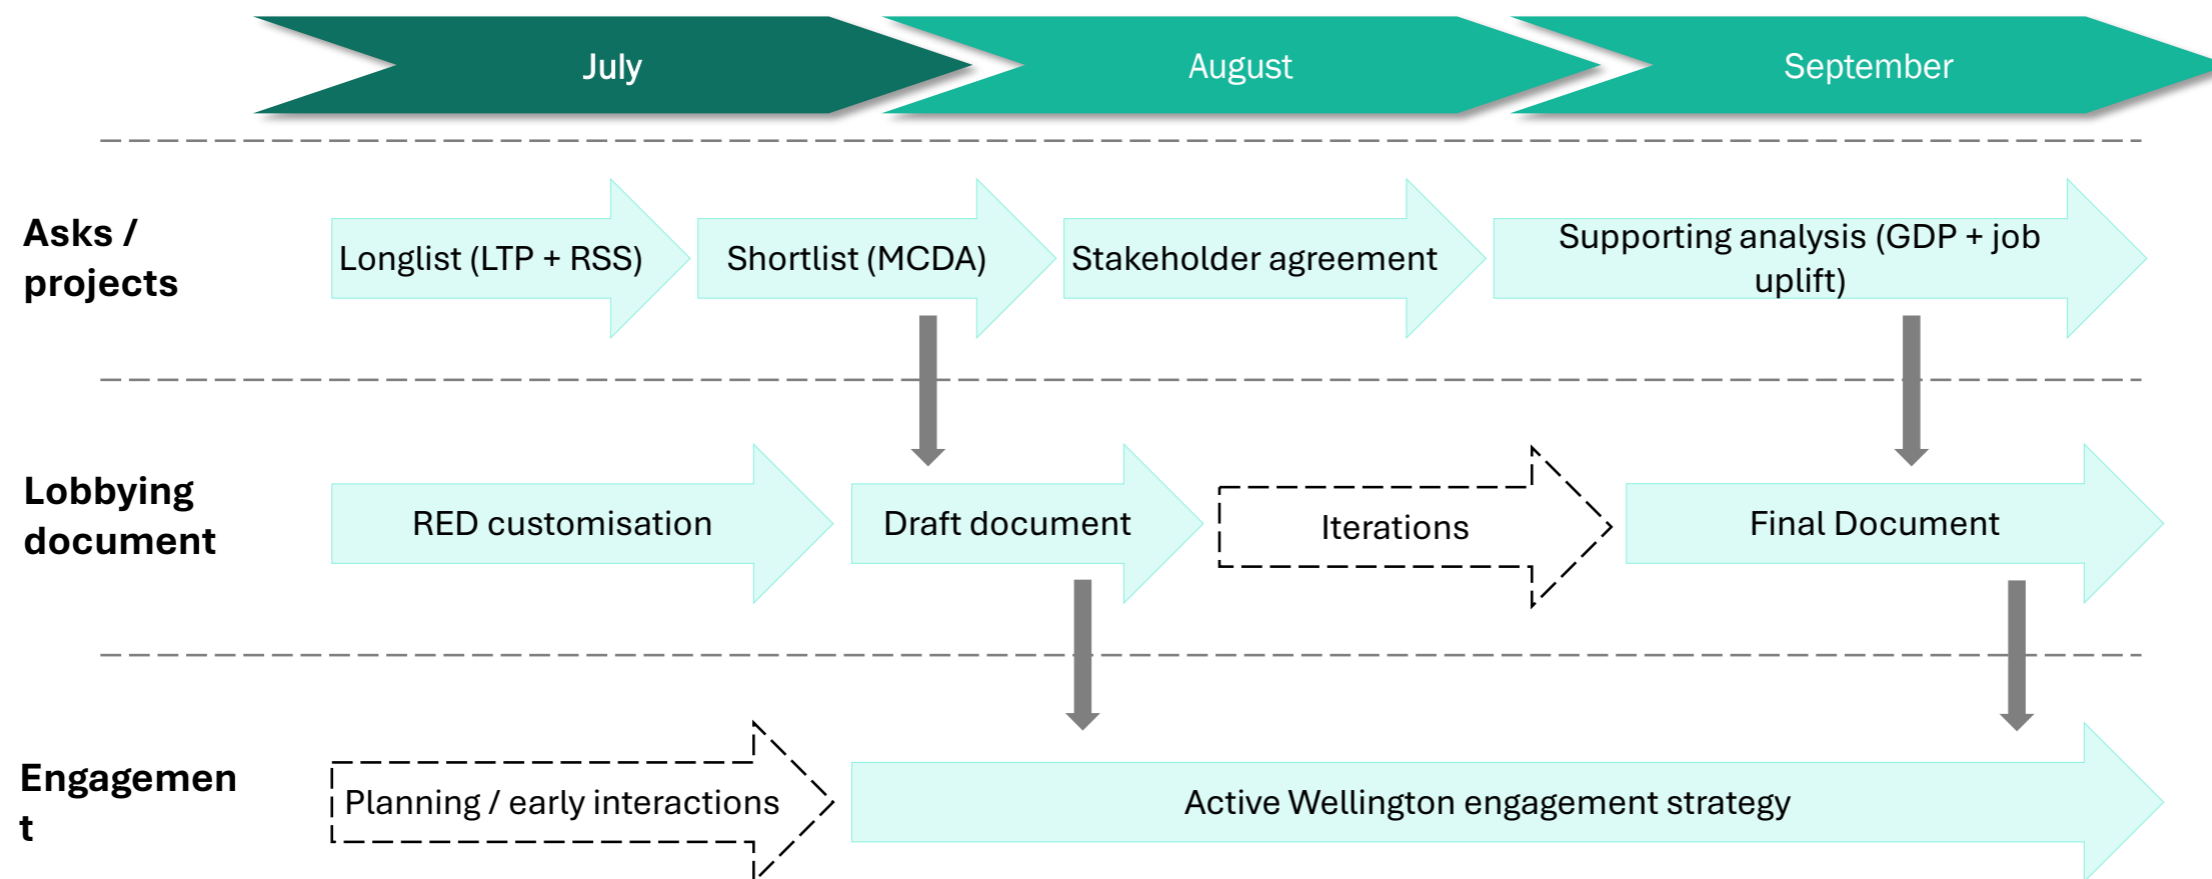 July
August
September
Asks /
projects
Longlist (LTP + RSS)
Shortlist (MCDA)
Stakeholder agreement
Supporting analysis (GDP + job
uplift)
Lobbying
document
RED customisation
Draft document
Iterations
Final Document
Engagemen
t
Planning / early interactions
Active Wellington engagement strategy